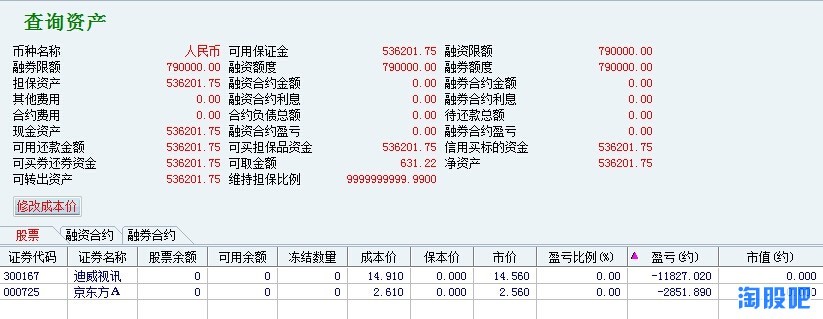 查询资产
币种名称 人民币 可用保证金 536201.75 融资限额 790000.00
融券限额 790000.00 融资额度 790000.00 融券额度 790000.00
担保资产 536201.75 融资合约金额 0.00 融券合约金额 0.00
其他费用 0.00 融资合约利息 0.00 融券合约利息 0.00
合约费用 0.00 合约负债总额 0.00 待还款总额 0.00
现金资产 536201.75 融资合约盈亏 0.00 融券合约盈亏 0.00
可用还款金额 536201.75 可买担保品资金 536201.75 信用买标的资金 536201.75
可买券还券资金 536201.75 可取金额 631.22 净资产 536201.75
可转出资产 536201.75 维持担保比例 9999999999.9900
修改成本价
股票 融资合约 融券合约
证券代码 证券名称 股票余额 可用余额 冻结数量 成本价 保本价 市价 盈亏比例(%) 盈亏(约) 市值(约)
300167 迪威视讯 0 0 0 14.910 0.000 14.560 0.00 -11827.020 0.000
000725 京东方A 0 0 0 2.610 0.000 2.560 0.00 -2851.890 0.000
淘股吧